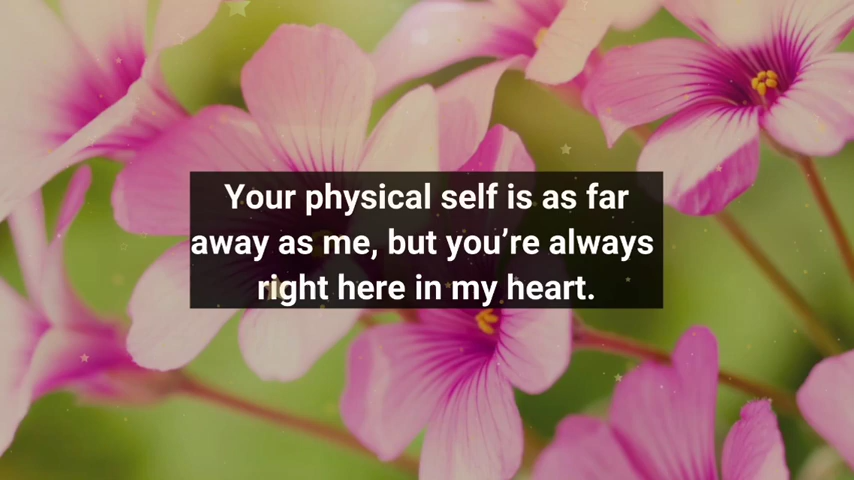 Your physical self is as far
away as me, but you’re always
right here in my heart.